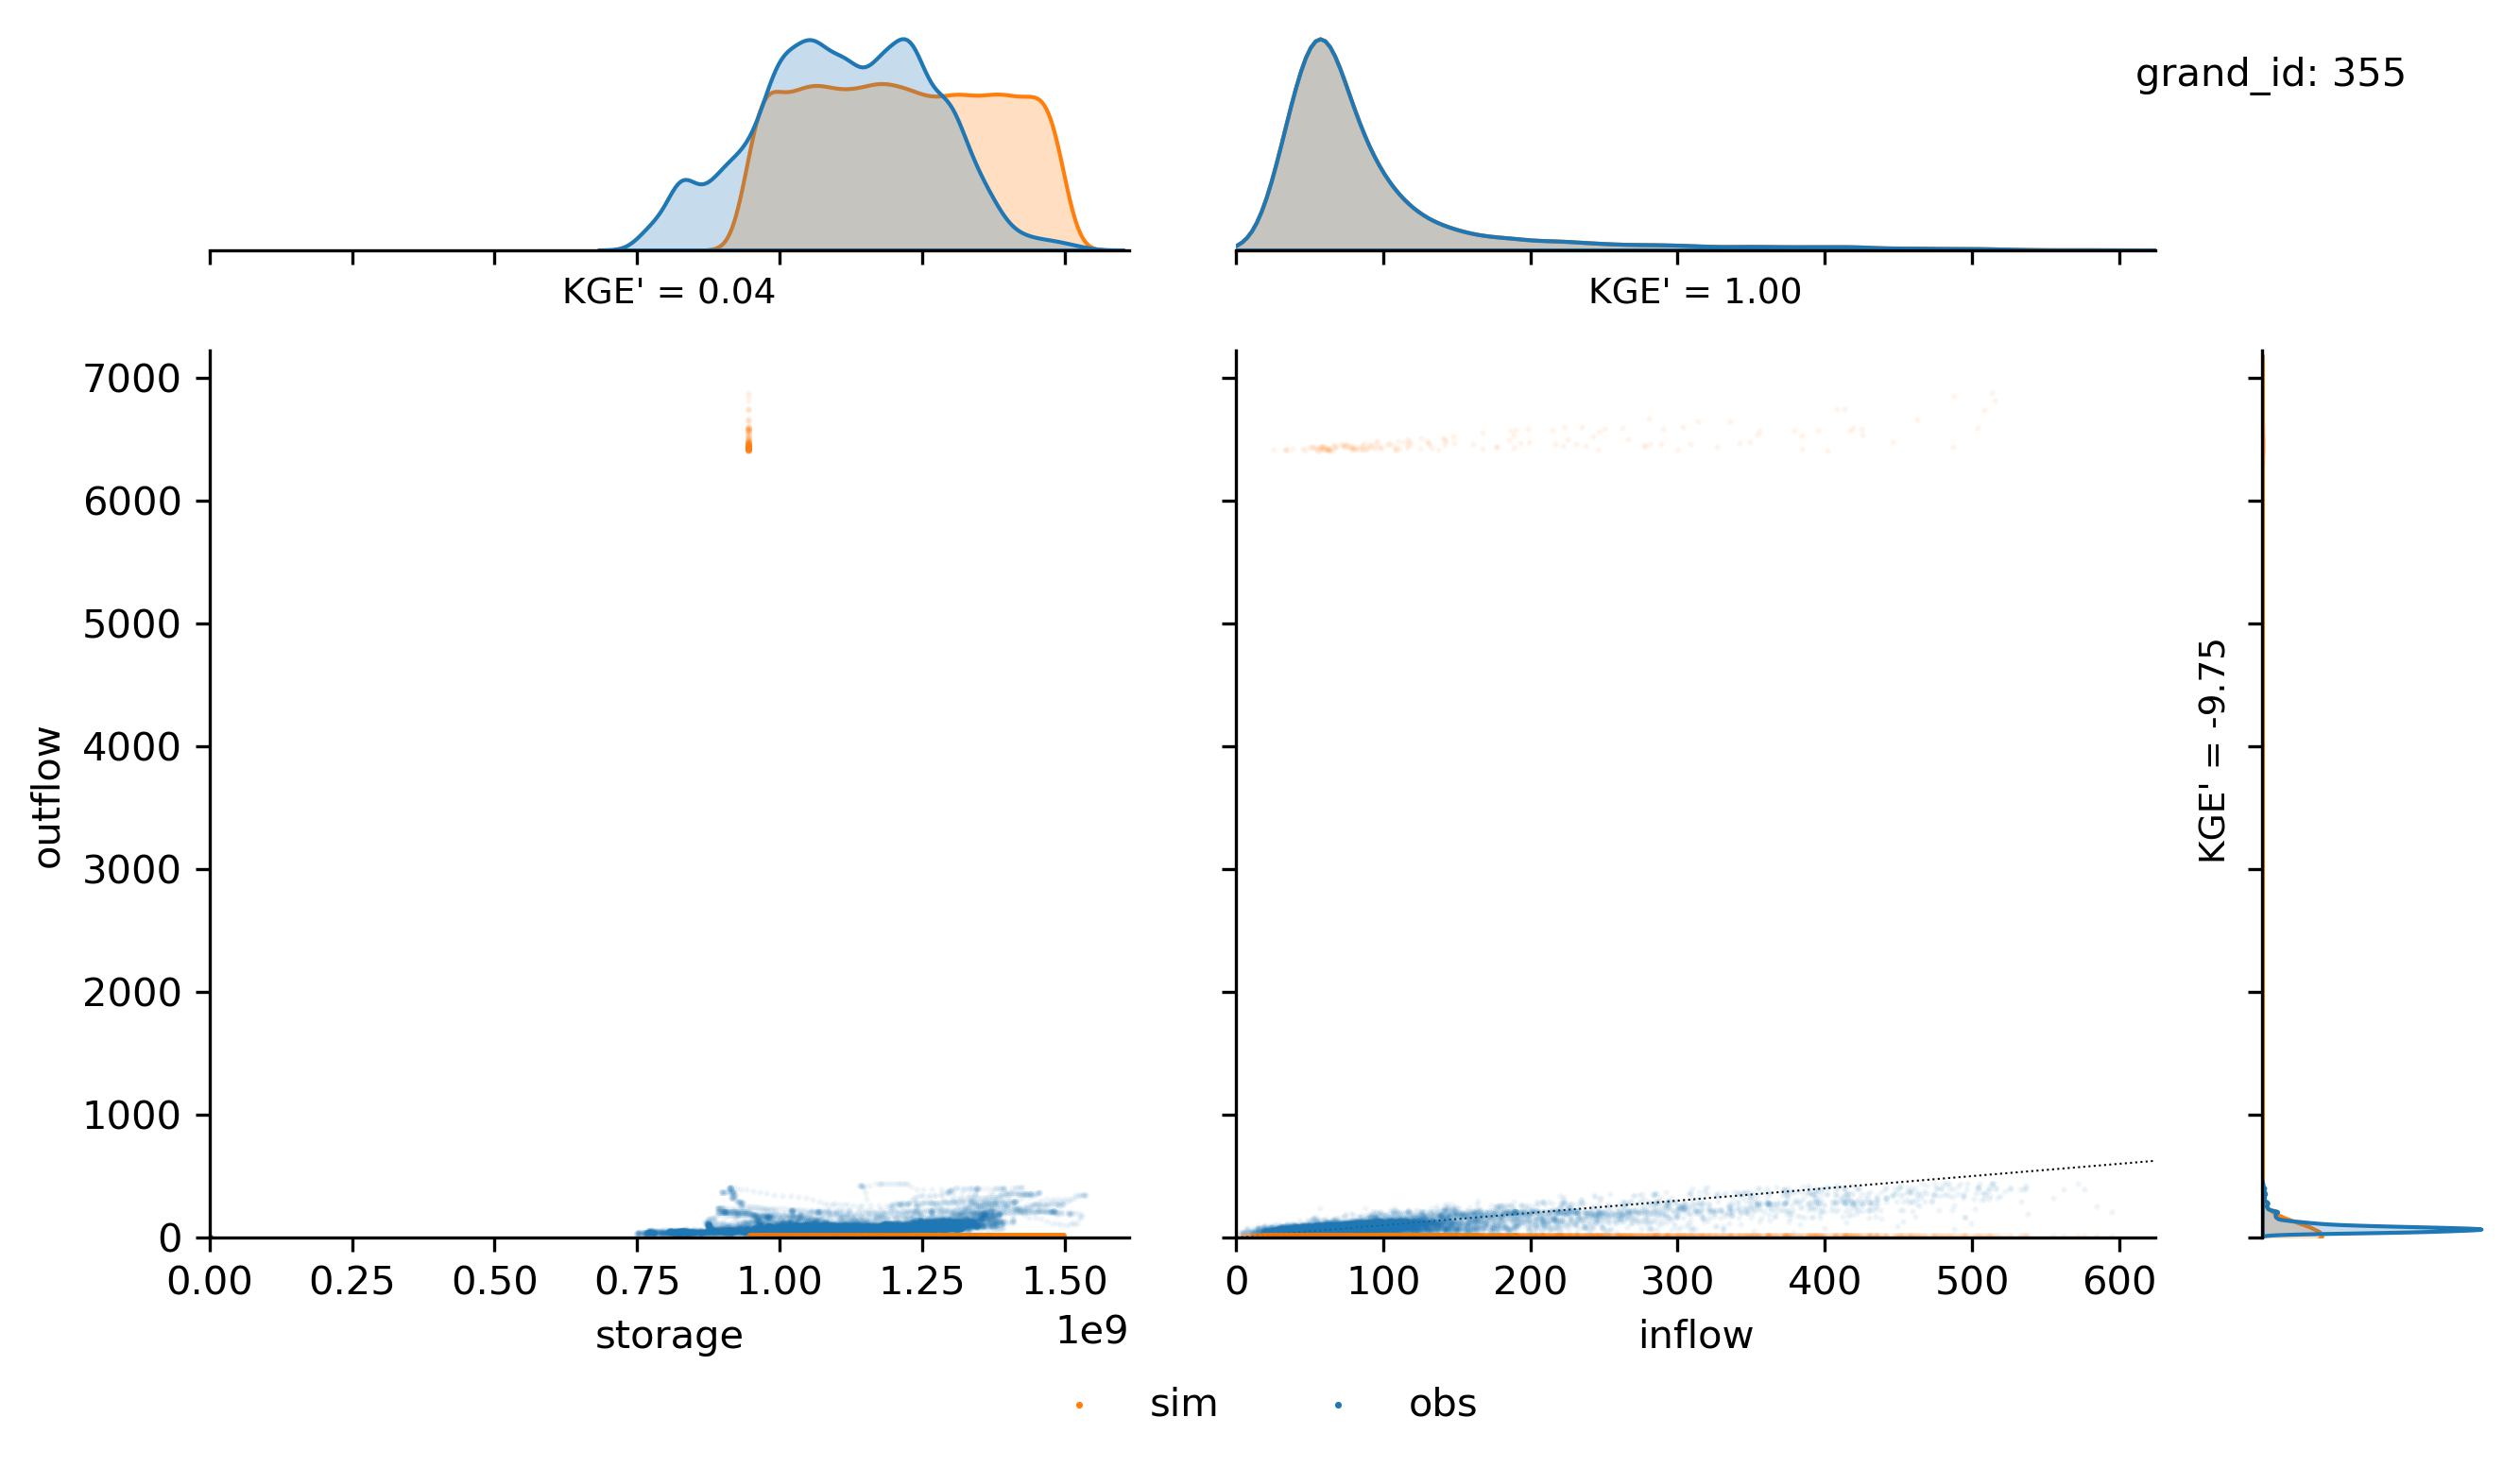 grand_id: 355
KGE' = 0.04
KGE' = 1.00
7000
6000
5000
4000
3000
2000
1000
0
outflow
KGE' = -9.75
0.00 0.25 0.50 0.75 1.00 1.25 1.50
1e9
storage
0 100 200 300 400 500 600
inflow
sim obs